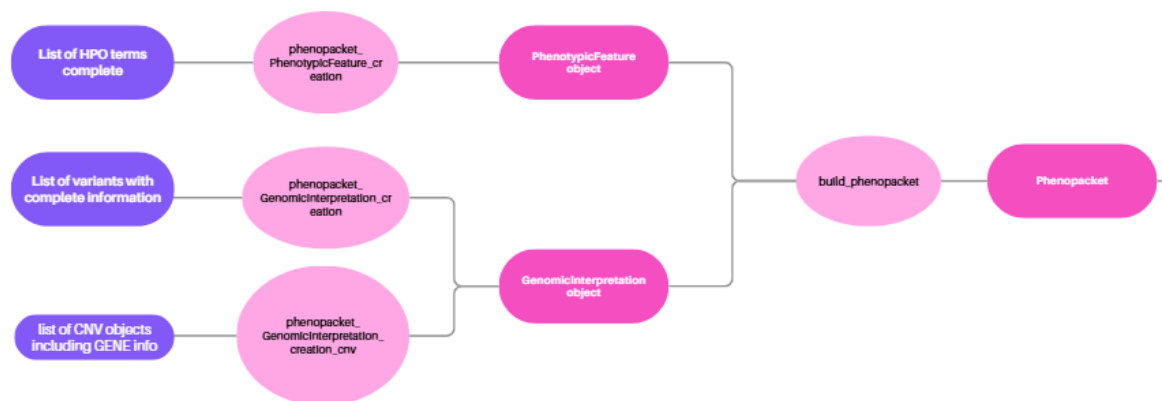 List of HPO terms
complete
phenopacket_
PhenotypicFeature_cr
eation
PhenotypicFeature
object
List of variants with
complete information
phenopacket_
GenomicInterpretation_cr
eation
build_phenopacket
Phenopacket
GenomicInterpretation
object
list of CNV objects
including GENE info
phenopacket_
GenomicInterpretation_
creation_cnv